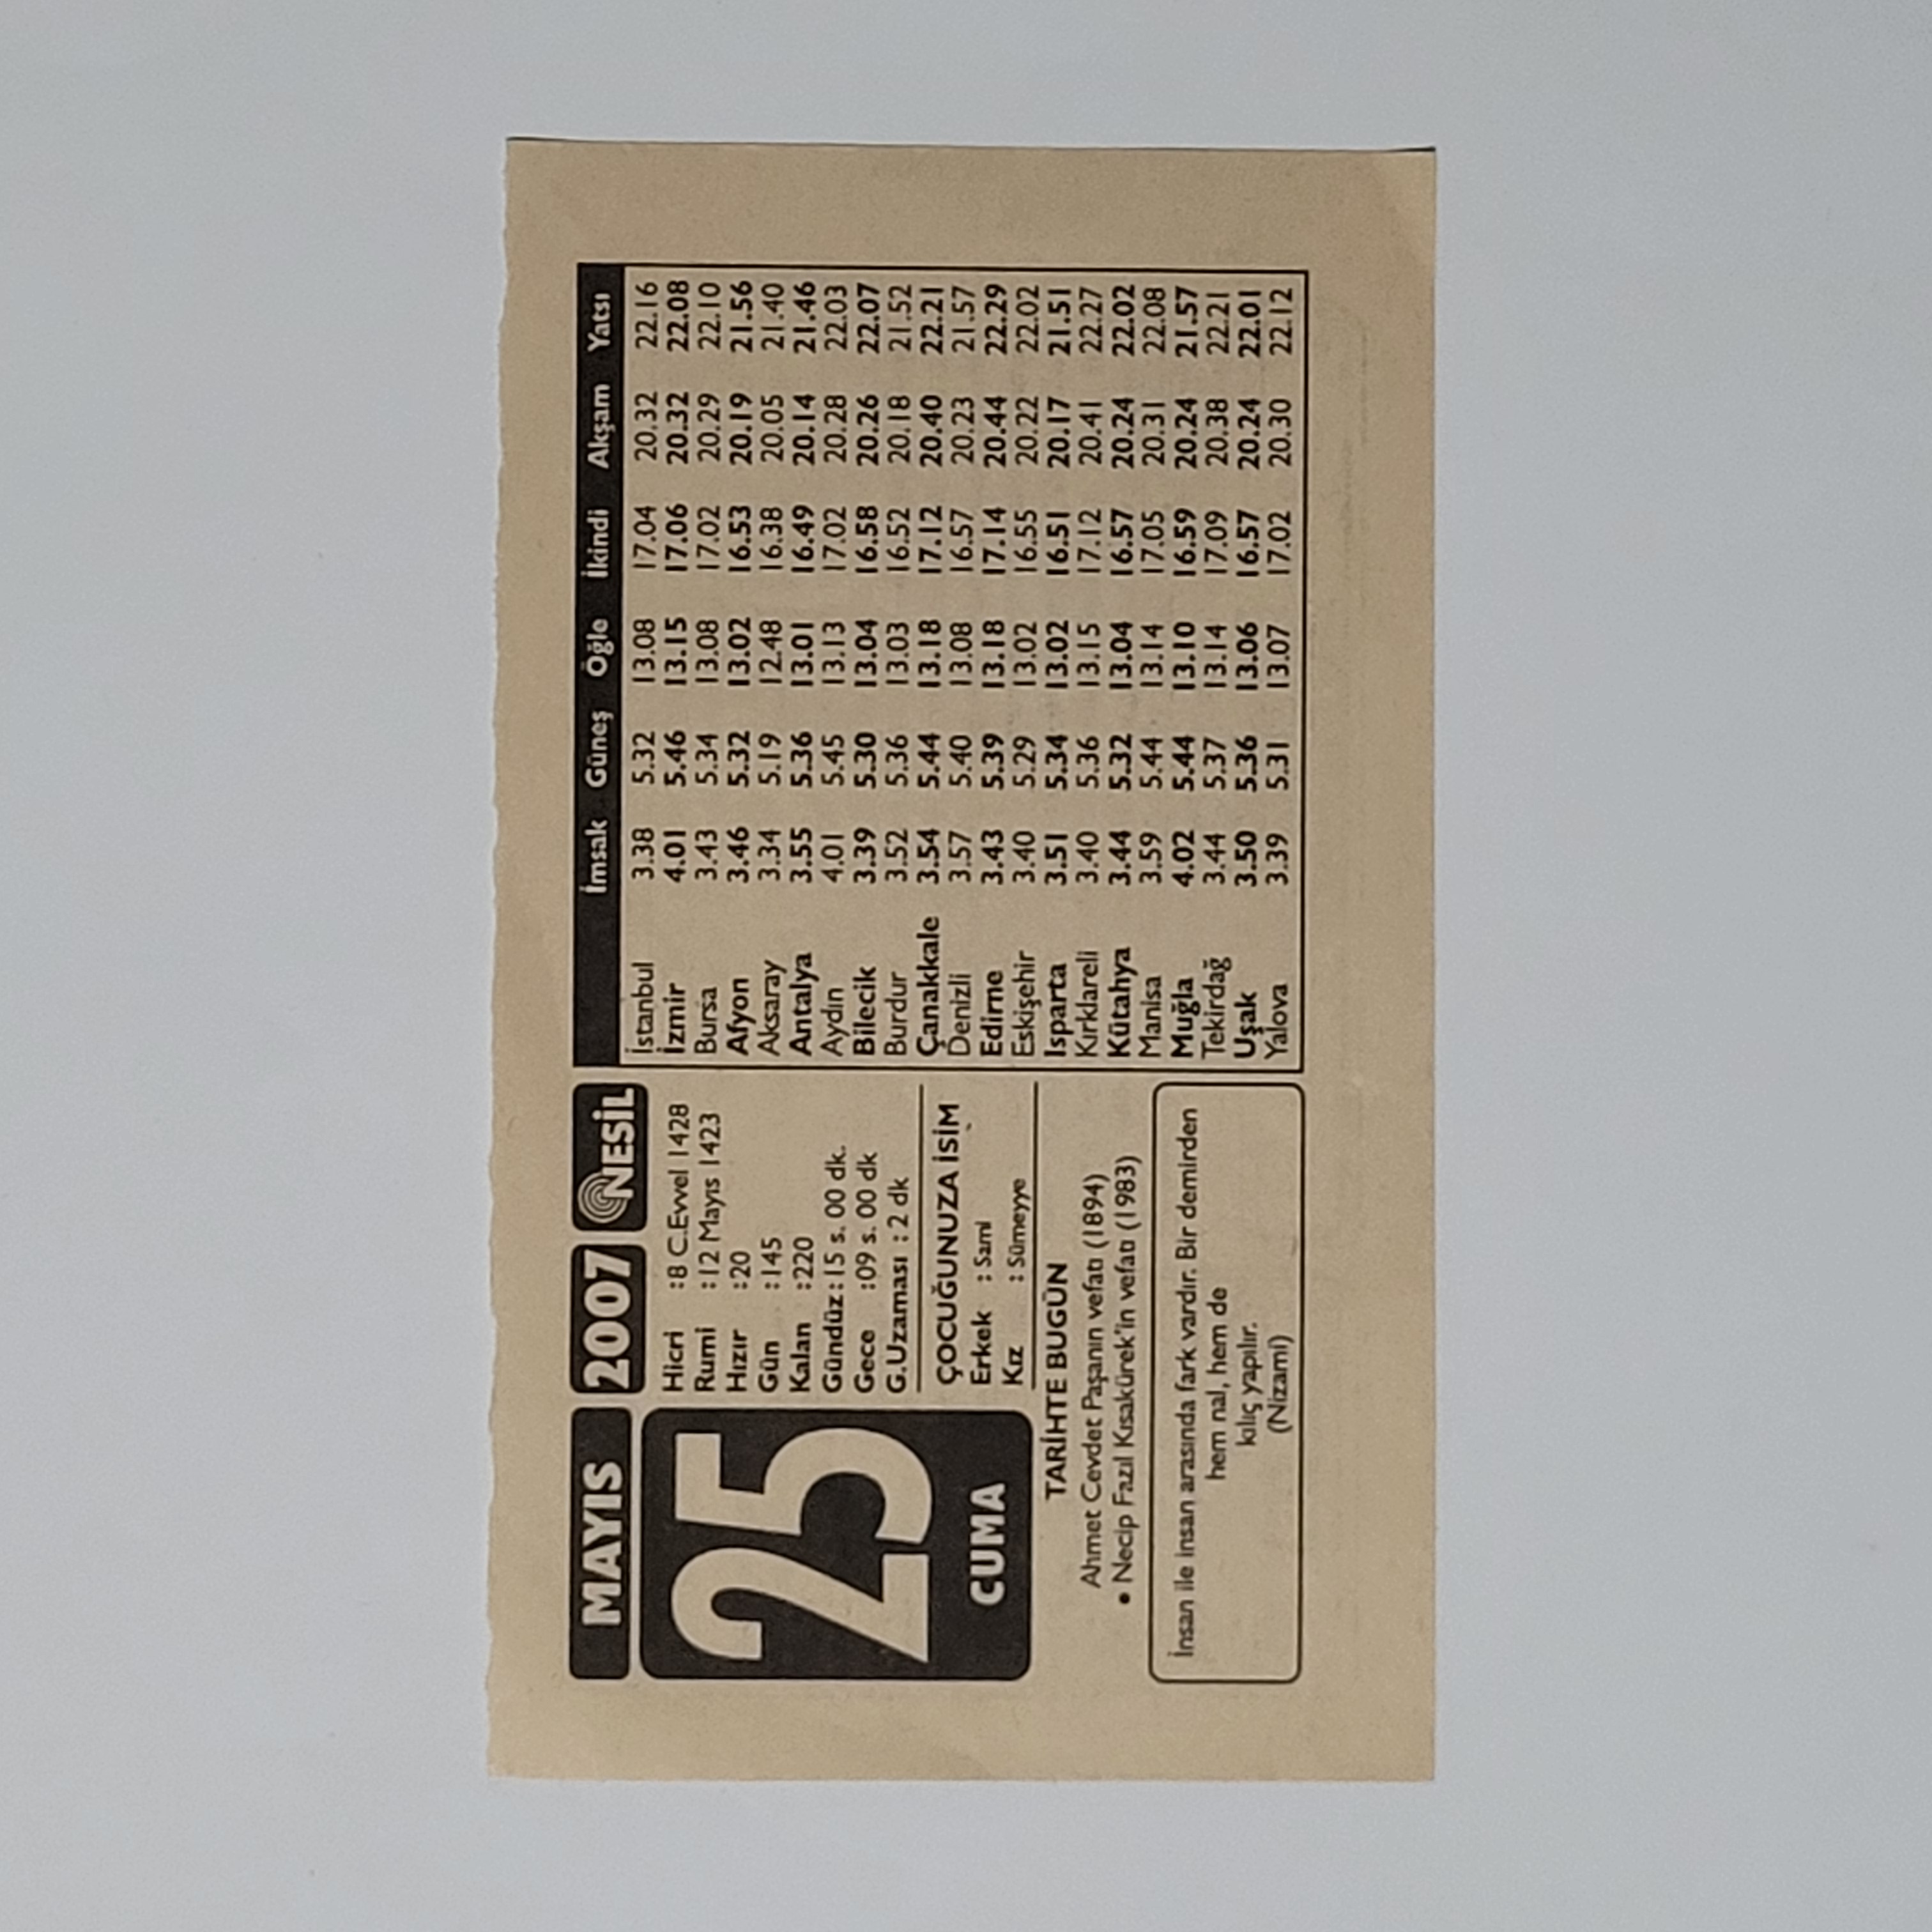 MAYIS 2007 NESİL
25
CUMA
Hicri :8 C.Evvel 1428
Rumi :12 Mayıs 1423
Hızır :20
Gün :145
Kalan :220
Gündüz : 15 s. 00 dk.
Gece :09 s. 00 dk
G.Uzaması : 2 dk
ÇOCUĞUNUZA İSİM
Erkek : Sami
Kız : Sümeyye
TARİHTE BUGÜN
Ahmet Cevdet Paşanın vefatı (1894)
• Necip Fazıl Kısakürek'in vefatı (1983)
İnsan ile insan arasında fark vardır. Bir demirden
hem nal, hem de
kılıç yapılır.
(Nizami)
İmsak Güneş Öğle İkindi Akşam Yatsı
İstanbul 3.38 5.32 13.08 17.04 20.32 22.16
İzmir 4.01 5.46 13.15 17.06 20.32 22.08
Bursa 3.43 5.34 13.08 17.02 20.29 22.10
Afyon 3.46 5.32 13.02 16.53 20.19 21.56
Aksaray 3.34 5.19 12.48 16.38 20.05 21.40
Antalya 3.55 5.36 13.01 16.49 20.14 21.46
Aydın 4.01 5.45 13.13 17.02 20.28 22.03
Bilecik 3.39 5.30 13.04 16.58 20.26 22.07
Burdur 3.52 5.36 13.03 16.52 20.18 21.52
Çanakkale 3.54 5.44 13.18 17.12 20.40 22.21
Denizli 3.57 5.40 13.08 16.57 20.23 21.57
Edirne 3.43 5.39 13.18 17.14 20.44 22.29
Eskişehir 3.40 5.29 13.02 16.55 20.22 22.02
Isparta 3.51 5.34 13.02 16.51 20.17 21.51
Kırklareli 3.40 5.36 13.15 17.12 20.41 22.27
Kütahya 3.44 5.32 13.04 16.57 20.24 22.02
Manisa 3.59 5.44 13.14 17.05 20.31 22.08
Muğla 4.02 5.44 13.10 16.59 20.24 21.57
Tekirdağ 3.44 5.37 13.14 17.09 20.38 22.21
Uşak 3.50 5.36 13.06 16.57 20.24 22.01
Yalova 3.39 5.31 13.07 17.02 20.30 22.12